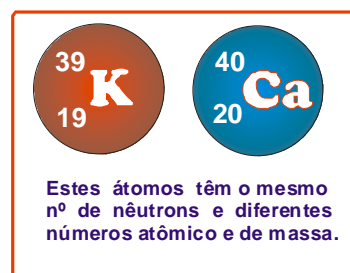 39
K
19
40
Ca
20
Estes átomos têm o mesmo
nº de nêutrons e diferentes
números atômico e de massa.